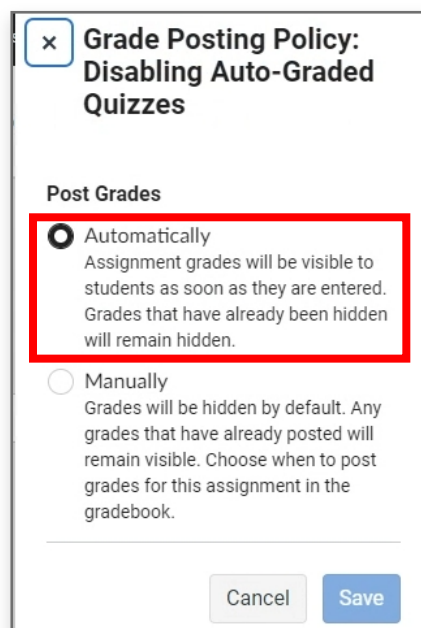 Grade Posting Policy:
Disabling Auto-Graded
Quizzes
Post Grades
Automatically
Assignment grades will be visible to
students as soon as they are entered.
Grades that have already been hidden
will remain hidden.
Manually
Grades will be hidden by default. Any
grades that have already posted will
remain visible. Choose when to post
grades for this assignment in the
gradebook.
Cancel
Save